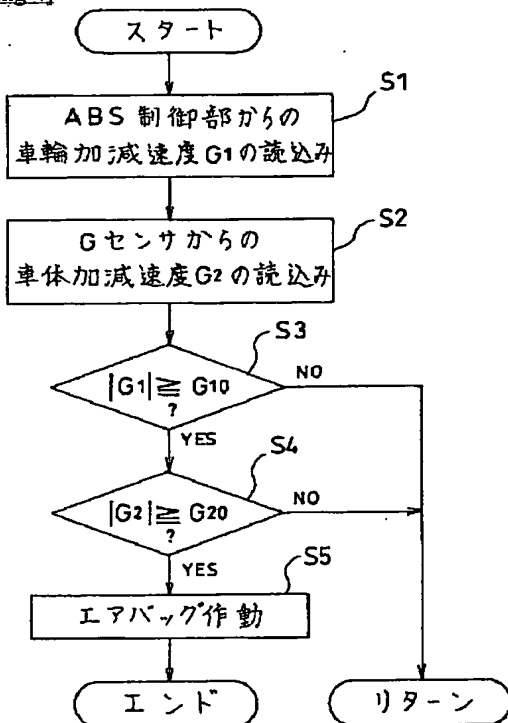 スタート
S1
ABS 制御部からの
車輪加減速度G1の読込み
S2
Gセンサからの
車体加減速度G2の読込み
S3
|G1|≧ G10
?
NO
YES
S4
|G2|≧ G20
?
NO
YES
S5
エアバッグ作動
エンド
リターン